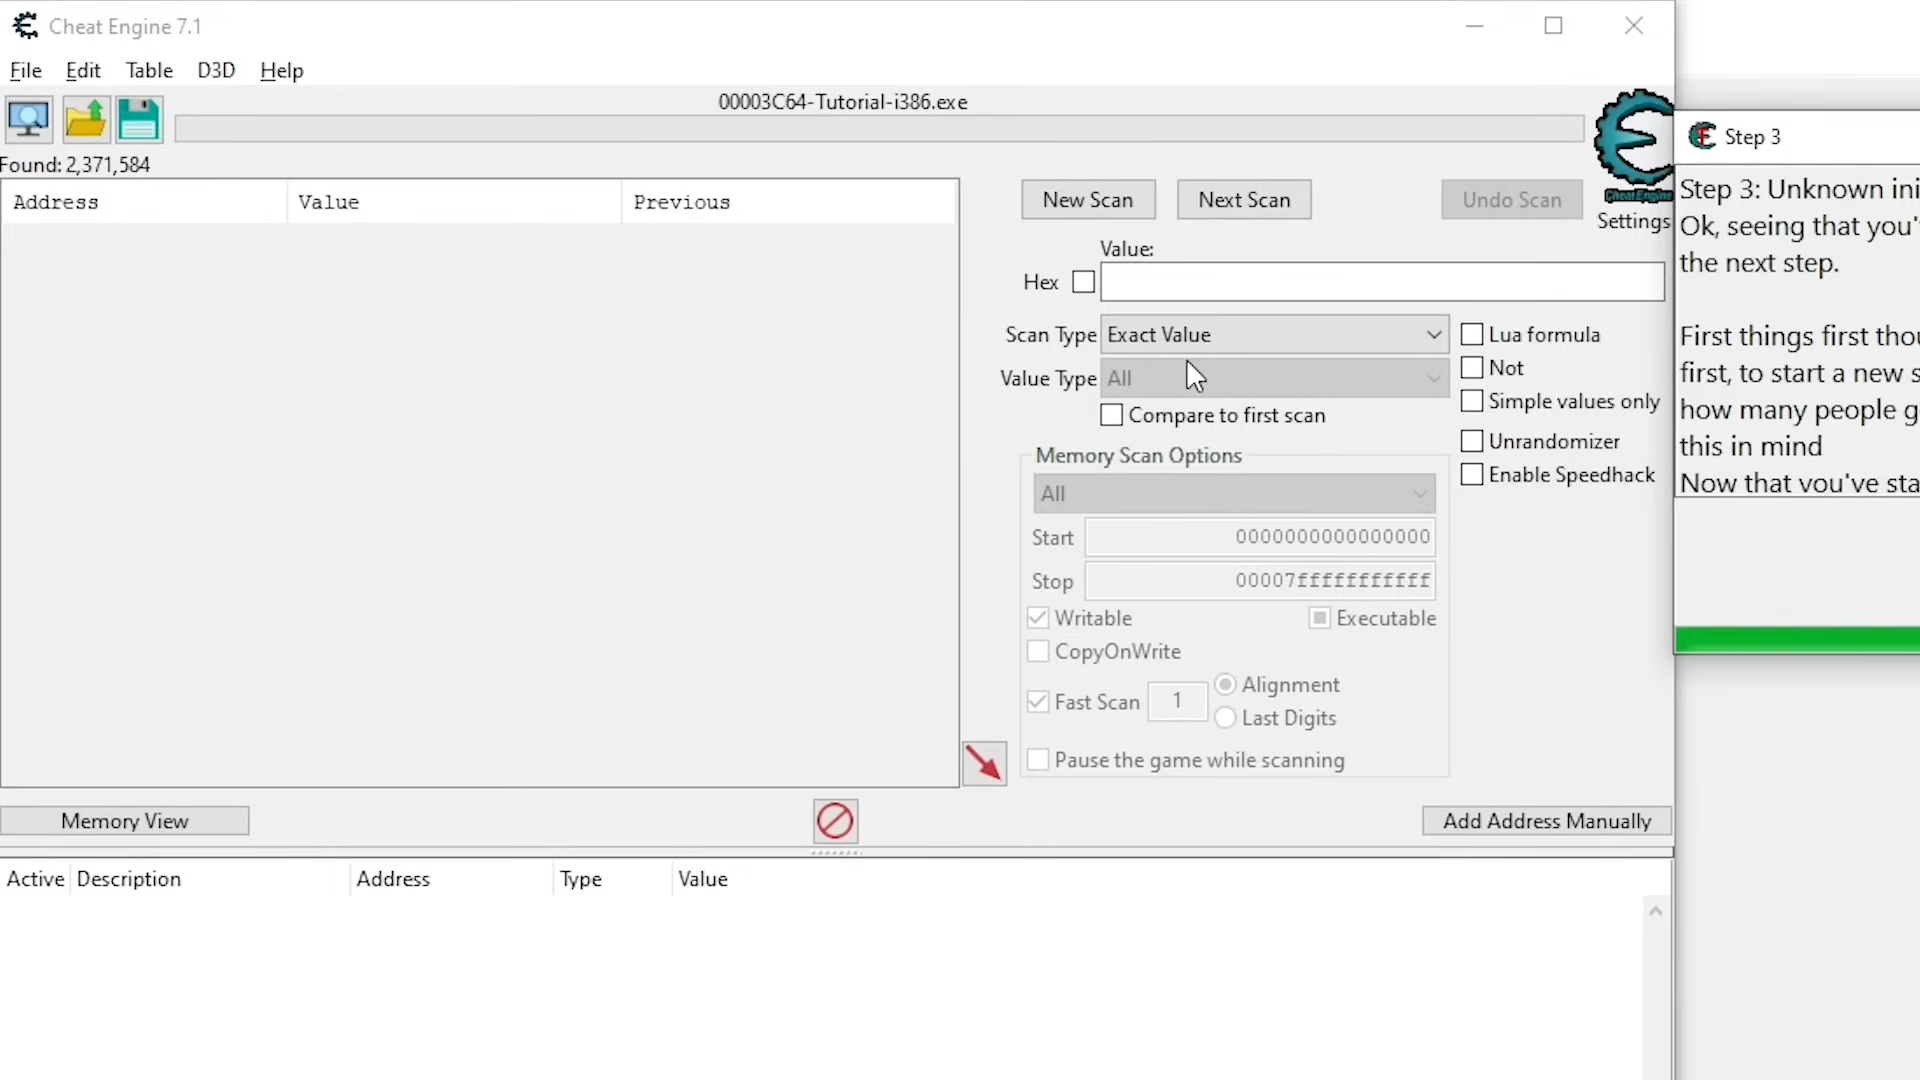 Cheat Engine 7.1
File Edit Table D3D Help
00003C64-Tutorial-i386.exe
Found: 2,371,584
Address Value Previous
New Scan Next Scan Undo Scan
Cheat Engine
Settings
Value:
Hex
Scan Type Exact Value
Value Type All
Compare to first scan
Lua formula
Not
Simple values only
Unrandomizer
Enable Speedhack
Memory Scan Options
All
Start 0000000000000000
Stop 00007fffffffffff
Writable Executable
CopyOnWrite
Fast Scan 1 Alignment
Last Digits
Pause the game while scanning
Memory View Add Address Manually
Active Description Address Type Value
Step 3
Step 3: Unknown ini
Ok, seeing that you'
the next step.
First things first thou
first, to start a new s
how many people g
this in mind
Now that you've sta